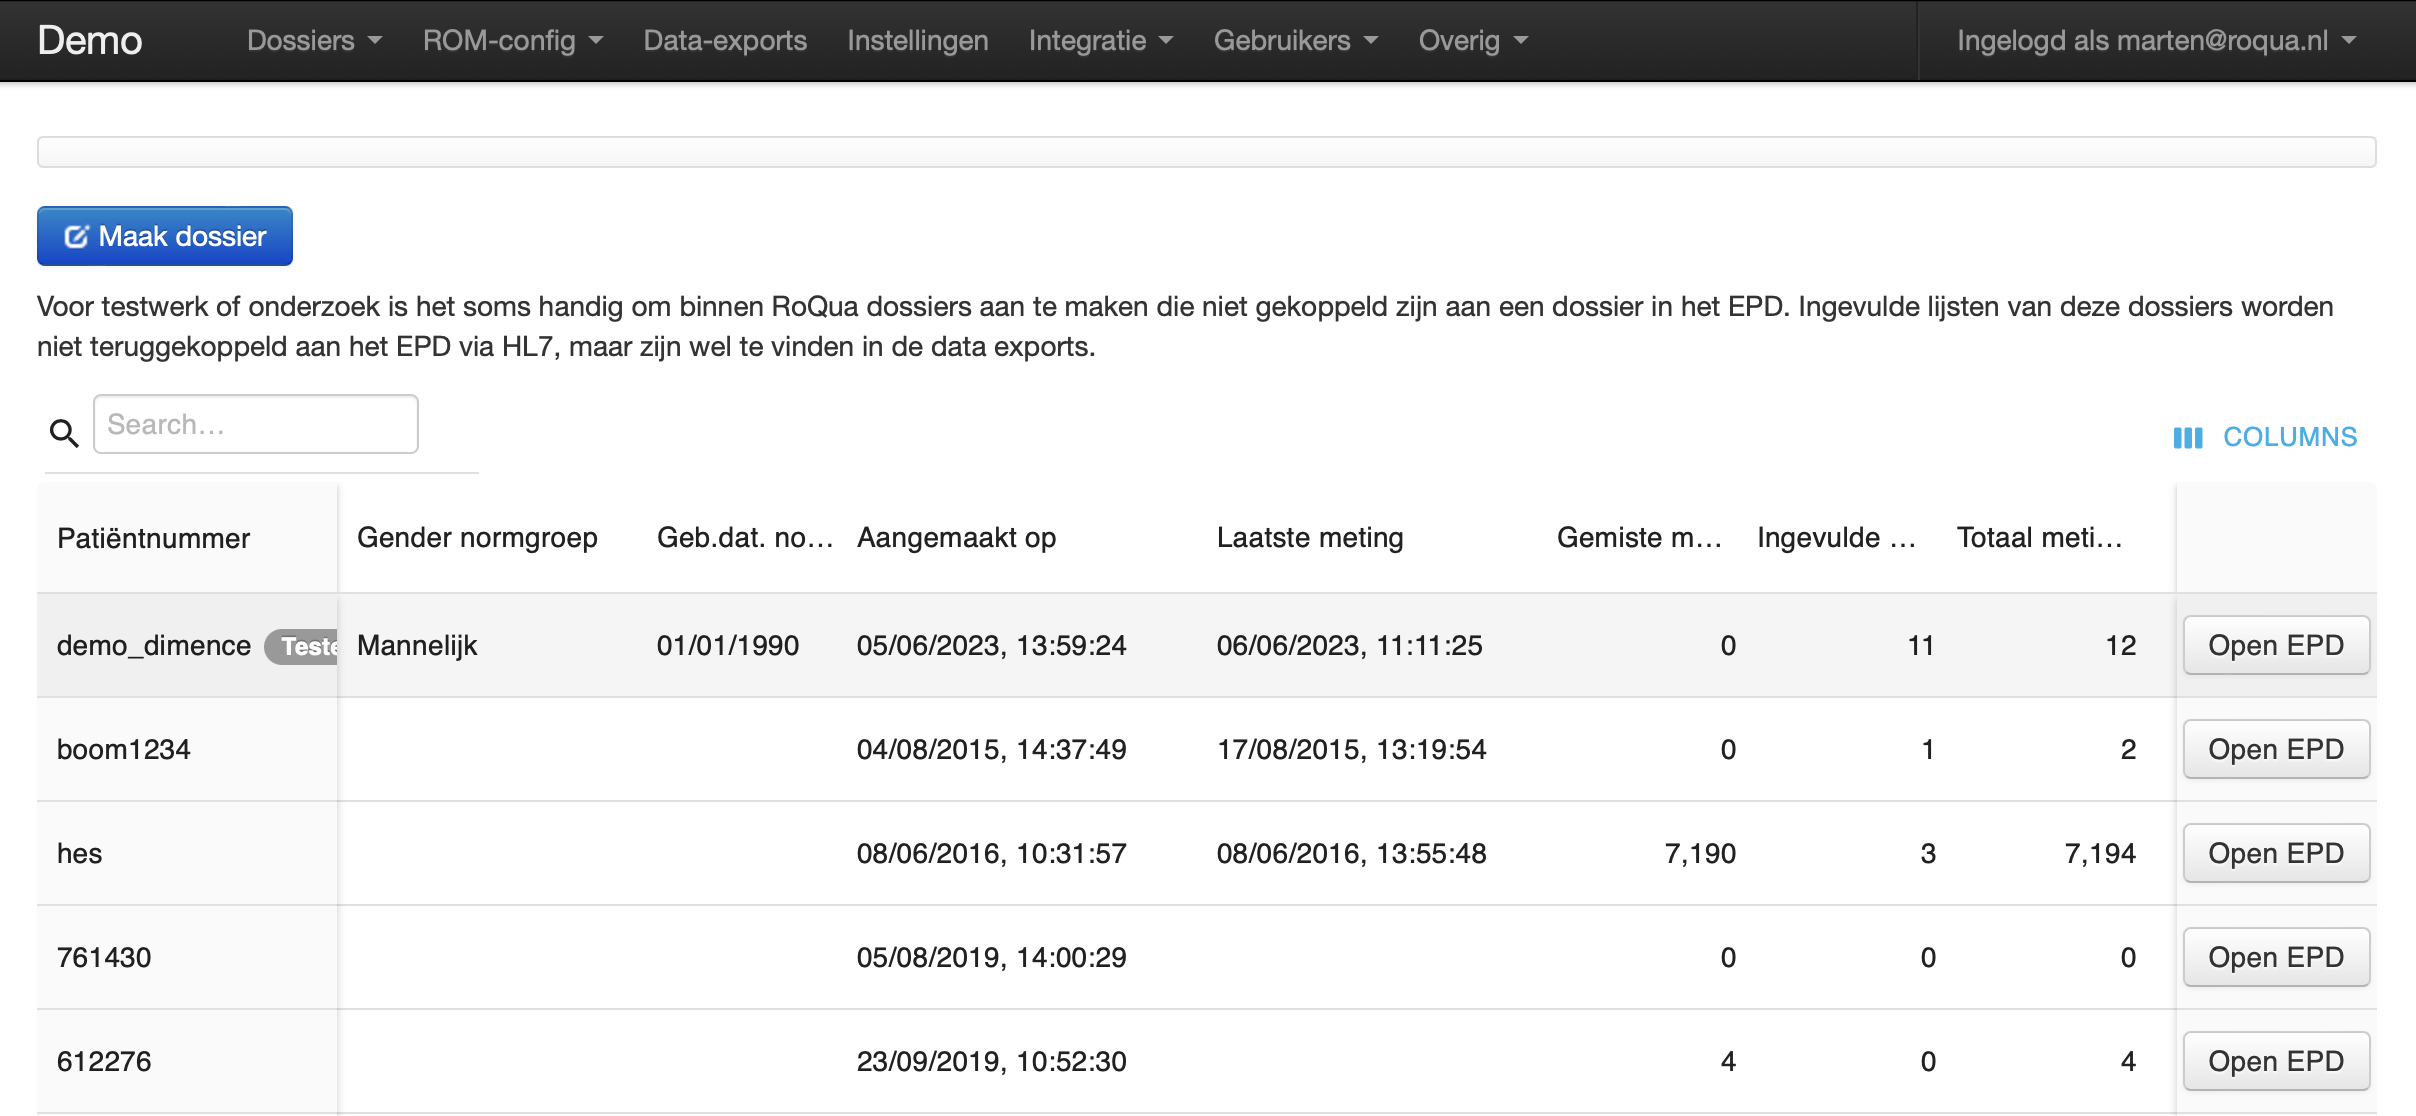 Demo Dossiers ROM-config Data-exports Instellingen Integratie Gebruikers Overig Ingelogd als marten@roqua.nl
Maak dossier
Voor testwerk of onderzoek is het soms handig om binnen RoQua dossiers aan te maken die niet gekoppeld zijn aan een dossier in het EPD. Ingevulde lijsten van deze dossiers worden
niet teruggekoppeld aan het EPD via HL7, maar zijn wel te vinden in de data exports.
Search…
COLUMNS
Patiëntnummer Gender normgroep Geb.dat. no… Aangemaakt op Laatste meting Gemiste m… Ingevulde … Totaal meti…
demo_dimence Teste Mannelijk 01/01/1990 05/06/2023, 13:59:24 06/06/2023, 11:11:25 0 11 12 Open EPD
boom1234 04/08/2015, 14:37:49 17/08/2015, 13:19:54 0 1 2 Open EPD
hes 08/06/2016, 10:31:57 08/06/2016, 13:55:48 7,190 3 7,194 Open EPD
761430 05/08/2019, 14:00:29 0 0 0 Open EPD
612276 23/09/2019, 10:52:30 4 0 4 Open EPD